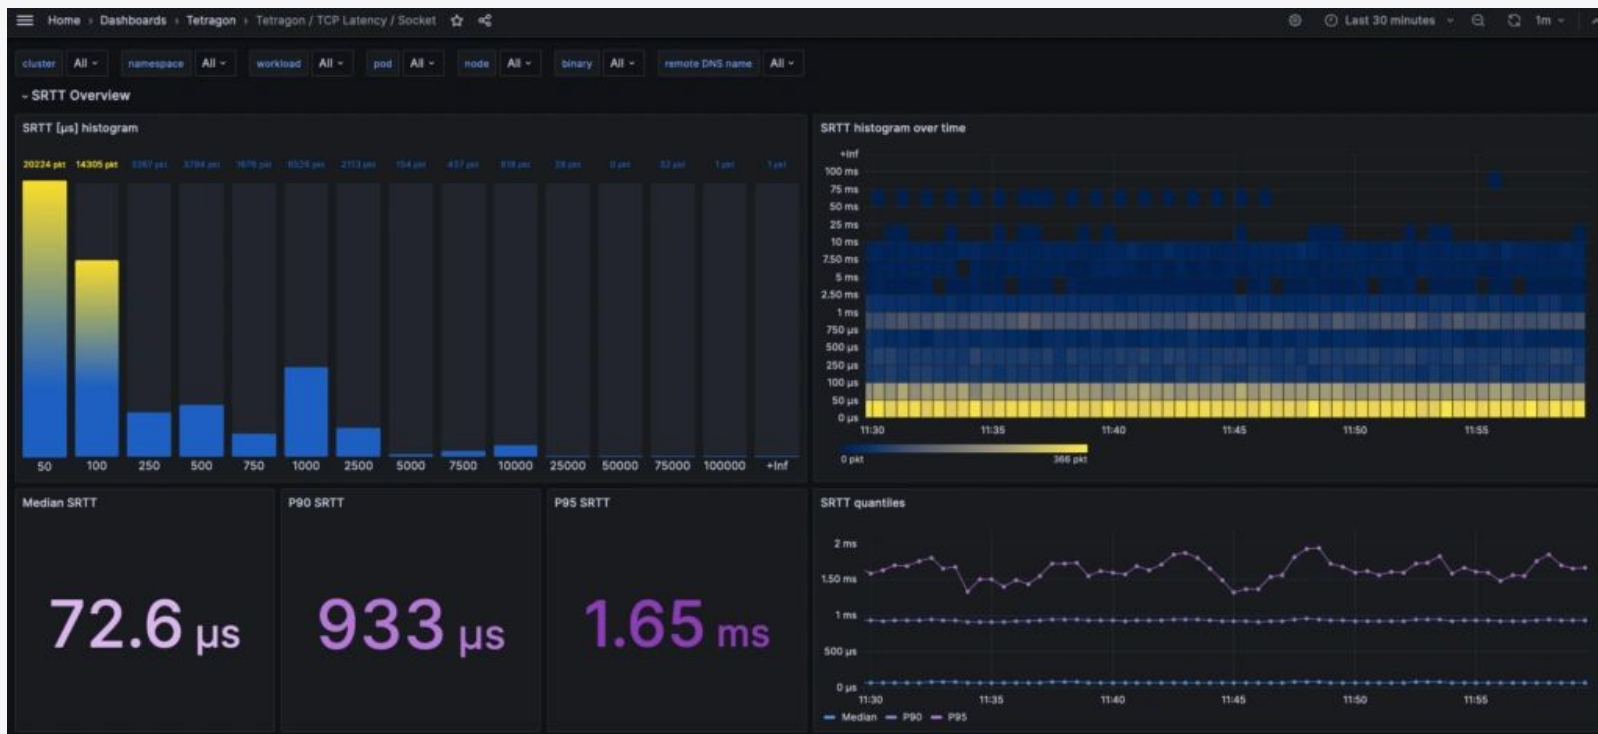 Home › Dashboards › Tetragon › Tetragon / TCP Latency / Socket
Last 30 minutes
1m
cluster All
namespace All
workload All
pod All
node All
binary All
remote DNS name All
SRTT Overview
SRTT [µs] histogram
20224 pkt 14305 pkt
50 100 250 500 750 1000 2500 5000 7500 10000 25000 50000 75000 100000 +Inf
SRTT histogram over time
+Inf
100 ms
75 ms
50 ms
25 ms
10 ms
7.50 ms
5 ms
2.50 ms
1 ms
750 µs
500 µs
250 µs
100 µs
50 µs
0 µs
11:30 11:35 11:40 11:45 11:50 11:55
0 pkt 366 pkt
Median SRTT
72.6 µs
P90 SRTT
933 µs
P95 SRTT
1.65 ms
SRTT quantiles
2 ms
1.50 ms
1 ms
500 µs
0 µs
11:30 11:35 11:40 11:45 11:50 11:55
Median P90 P95